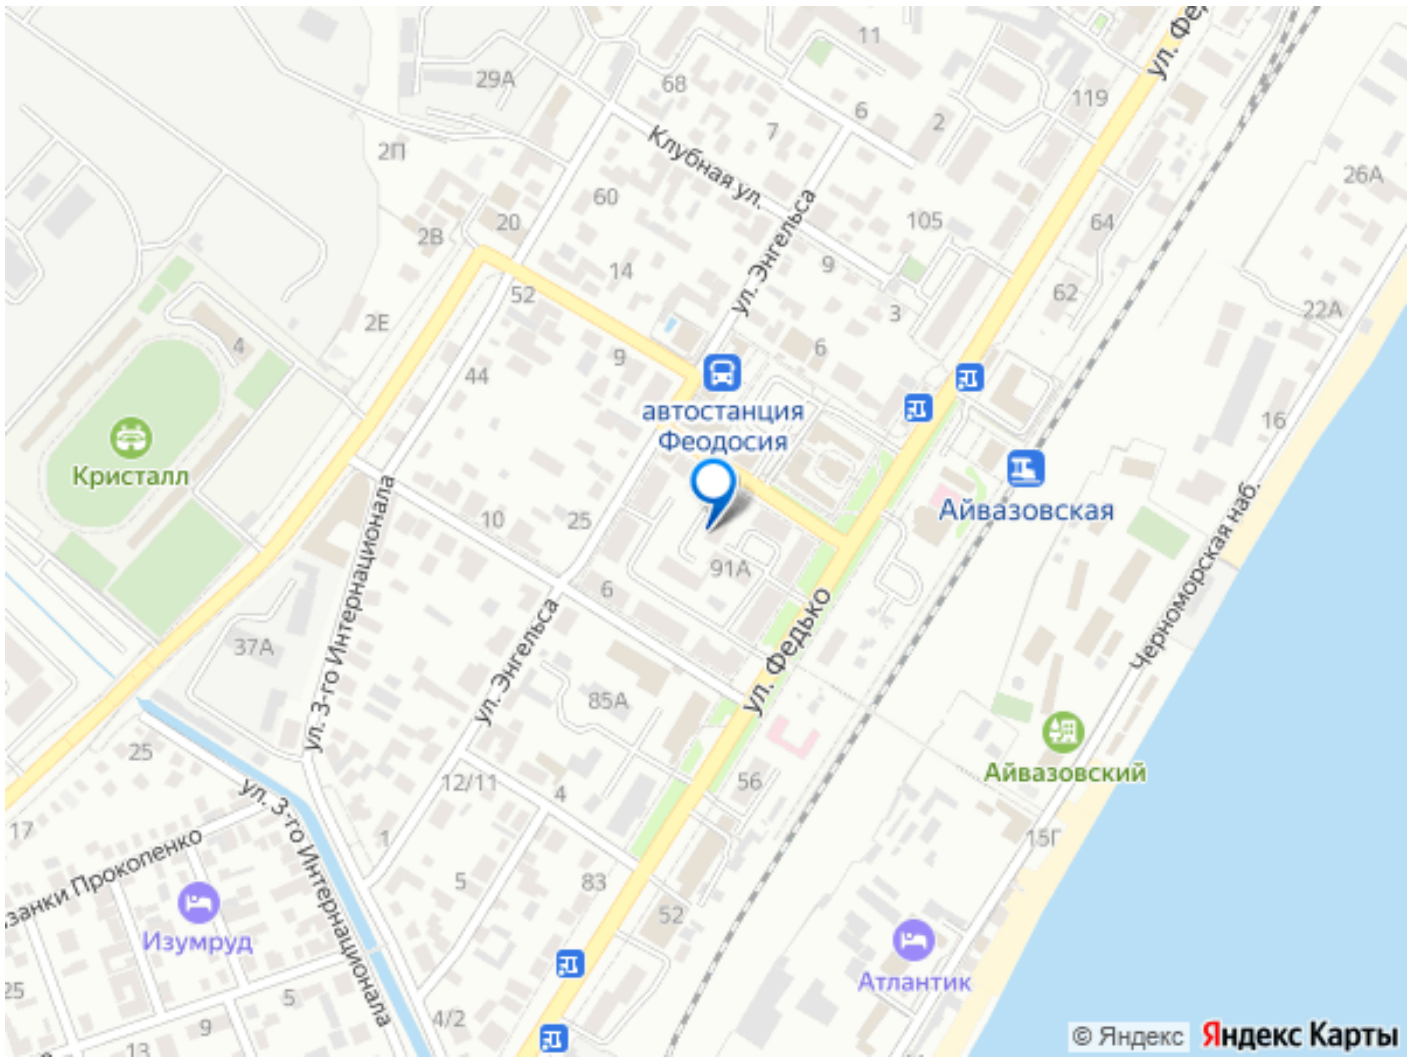 ул. Фе
11
29А
68
119
6
2
7
2П
Клубная ул.
26А
60
ул. Энгельса
105
20
64
2В
14
9
62
52
3
22А
2Е
4
9
6
44
автостанция
Феодосия
16
Кристалл
ул. 3-го Интернационала
10
25
Айвазовская
Черноморская наб.
91А
6
ул. Федько
37А
ул. Энгельса
85А
25
Айвазовский
12/11
4
56
ул. 3-го Интернационала
17
1
15Г
занки Прокопенко
5
83
52
Изумруд
Атлантик
25
5
9
4/2
13
© Яндекс Яндекс Карты